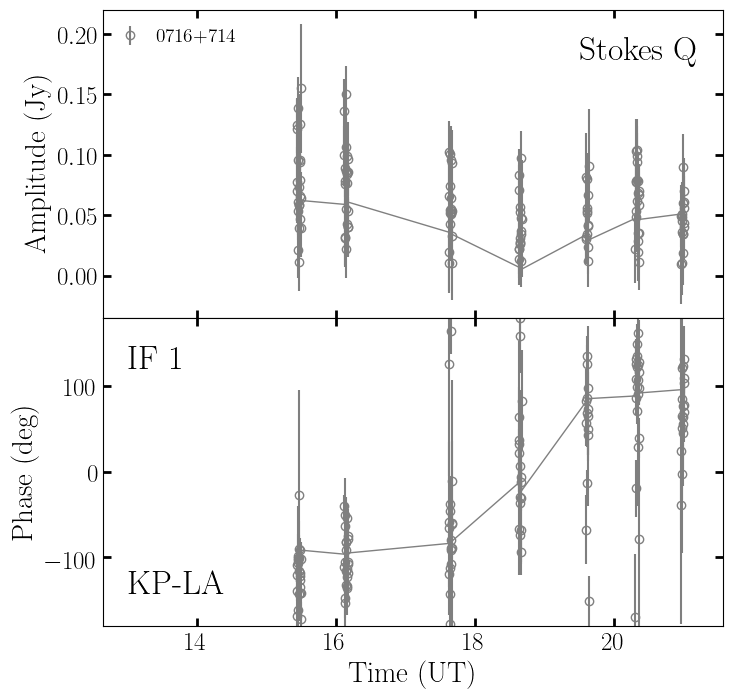 0.20
0.15
0.10
0.05
0.00
Amplitude (Jy)
0716+714
Stokes Q
100
0
−100
Phase (deg)
IF 1
KP-LA
14 16 18 20
Time (UT)